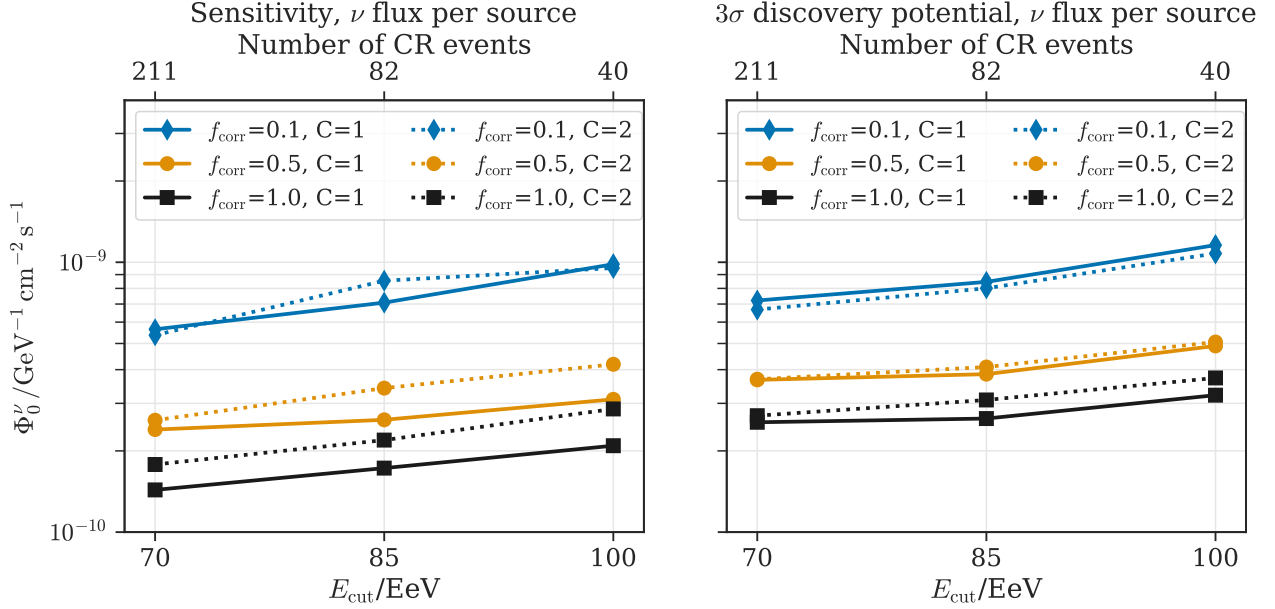 Sensitivity, ν flux per source
Number of CR events
211 82 40
f_corr=0.1, C=1 f_corr=0.1, C=2
f_corr=0.5, C=1 f_corr=0.5, C=2
f_corr=1.0, C=1 f_corr=1.0, C=2
Φ₀^ν /GeV⁻¹ cm⁻² s⁻¹
10⁻⁹
10⁻¹⁰
70 85 100
E_cut/EeV
3σ discovery potential, ν flux per source
Number of CR events
211 82 40
f_corr=0.1, C=1 f_corr=0.1, C=2
f_corr=0.5, C=1 f_corr=0.5, C=2
f_corr=1.0, C=1 f_corr=1.0, C=2
70 85 100
E_cut/EeV